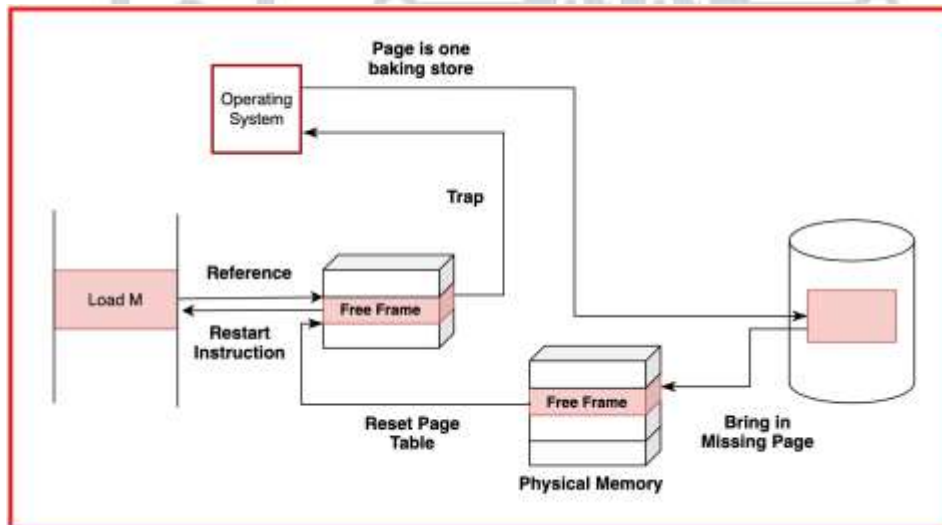 Page is one
baking store
Operating
System
Trap
Reference
Load M
Free Frame
Restart
Instruction
Free Frame
Reset Page
Table
Bring in
Missing Page
Physical Memory